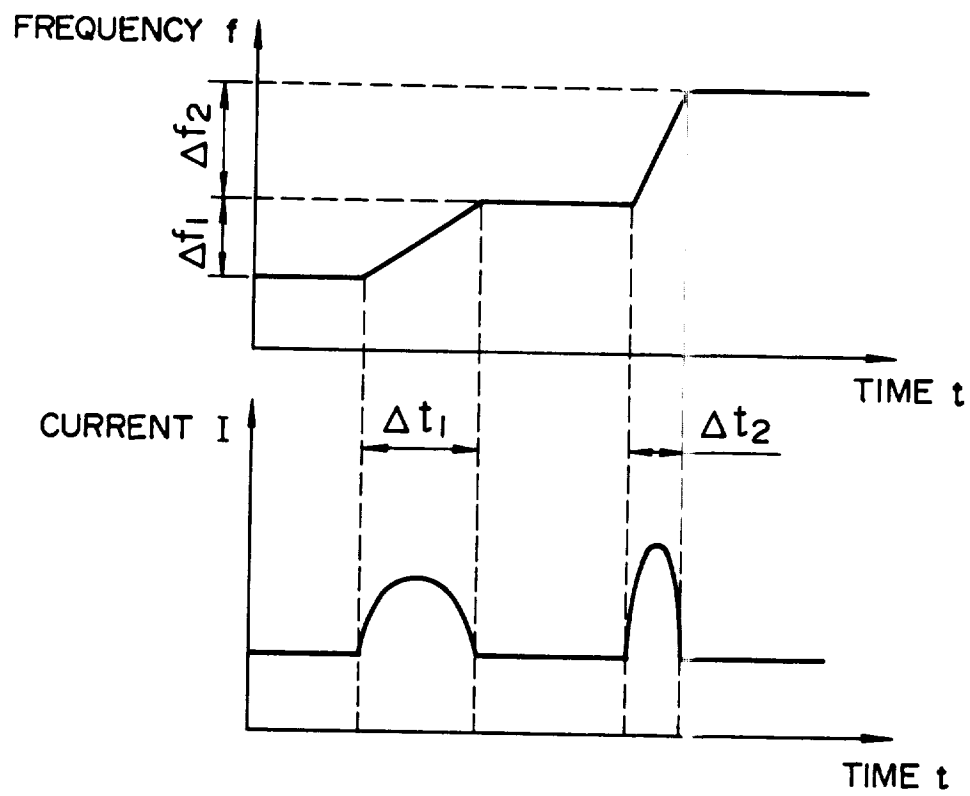 FREQUENCY f
Δf2
Δf1
TIME t
CURRENT I
Δt1
Δt2
TIME t